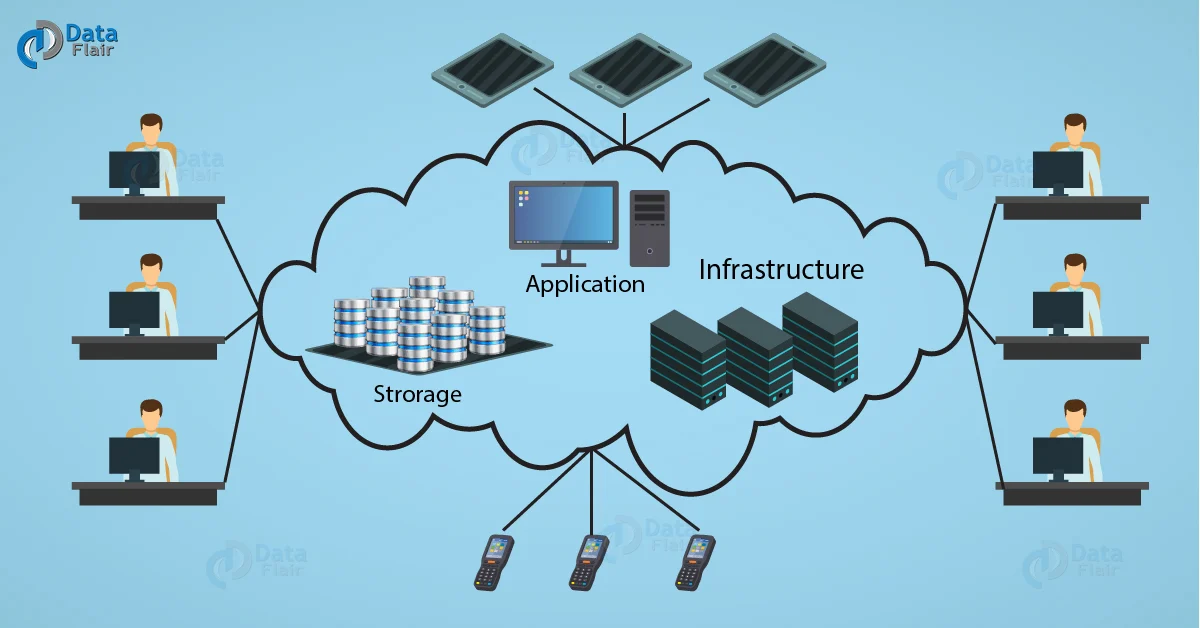 Data
Flair
Data
Flair
Data
Flair
Data
Flair
Application
Infrastructure
Strorage
Data
Flair
Data
Flair
Data
Flair